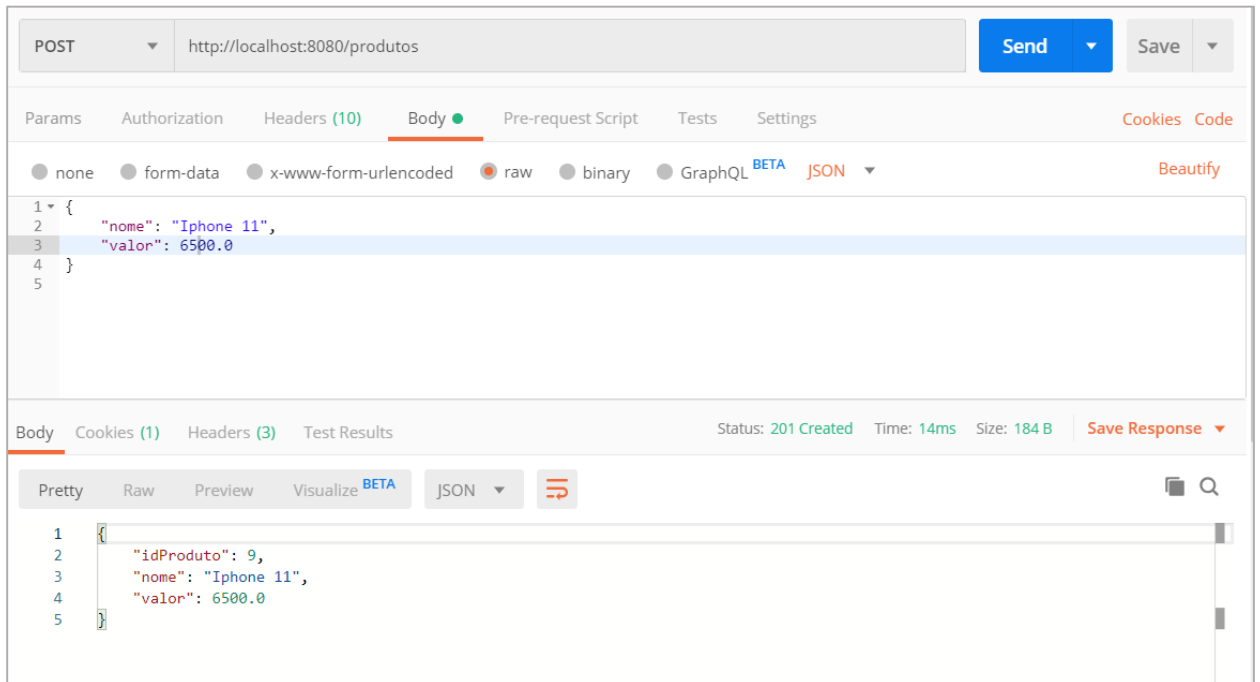 POST http://localhost:8080/produtos Send Save
Params Authorization Headers (10) Body Pre-request Script Tests Settings Cookies Code
none form-data x-www-form-urlencoded raw binary GraphQL BETA JSON Beautify
1 {
2 "nome": "Iphone 11",
3 "valor": 6500.0
4 }
5
Body Cookies (1) Headers (3) Test Results Status: 201 Created Time: 14ms Size: 184 B Save Response
Pretty Raw Preview Visualize BETA JSON
1 {
2 "idProduto": 9,
3 "nome": "Iphone 11",
4 "valor": 6500.0
5 }